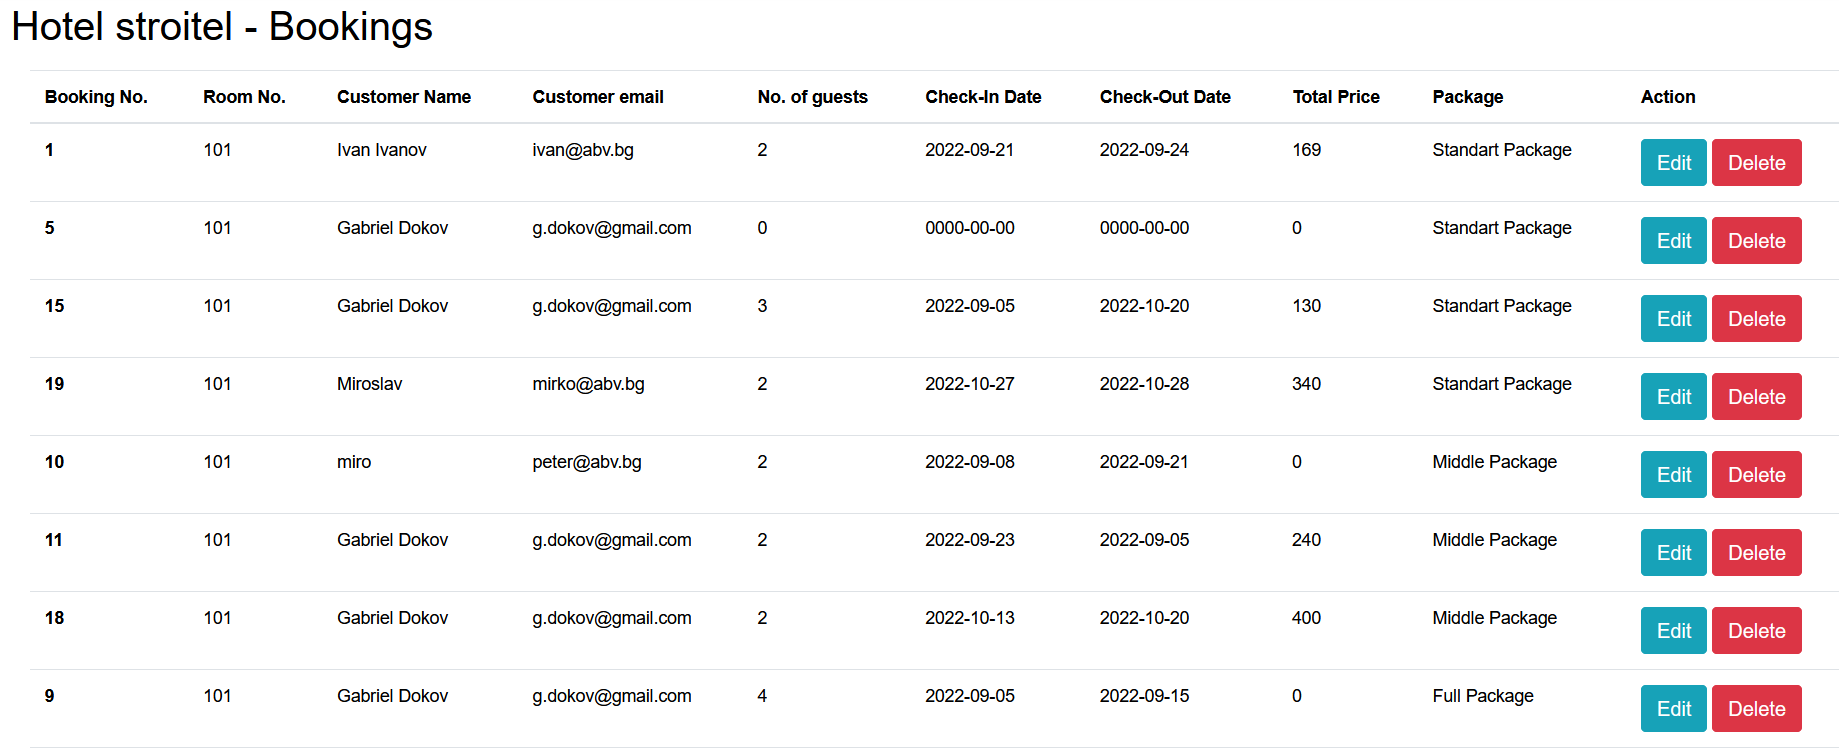 Hotel stroitel - Bookings
Booking No. Room No. Customer Name Customer email No. of guests Check-In Date Check-Out Date Total Price Package Action
1 101 Ivan Ivanov ivan@abv.bg 2 2022-09-21 2022-09-24 169 Standart Package Edit Delete
5 101 Gabriel Dokov g.dokov@gmail.com 0 0000-00-00 0000-00-00 0 Standart Package Edit Delete
15 101 Gabriel Dokov g.dokov@gmail.com 3 2022-09-05 2022-10-20 130 Standart Package Edit Delete
19 101 Miroslav mirko@abv.bg 2 2022-10-27 2022-10-28 340 Standart Package Edit Delete
10 101 miro peter@abv.bg 2 2022-09-08 2022-09-21 0 Middle Package Edit Delete
11 101 Gabriel Dokov g.dokov@gmail.com 2 2022-09-23 2022-09-05 240 Middle Package Edit Delete
18 101 Gabriel Dokov g.dokov@gmail.com 2 2022-10-13 2022-10-20 400 Middle Package Edit Delete
9 101 Gabriel Dokov g.dokov@gmail.com 4 2022-09-05 2022-09-15 0 Full Package Edit Delete